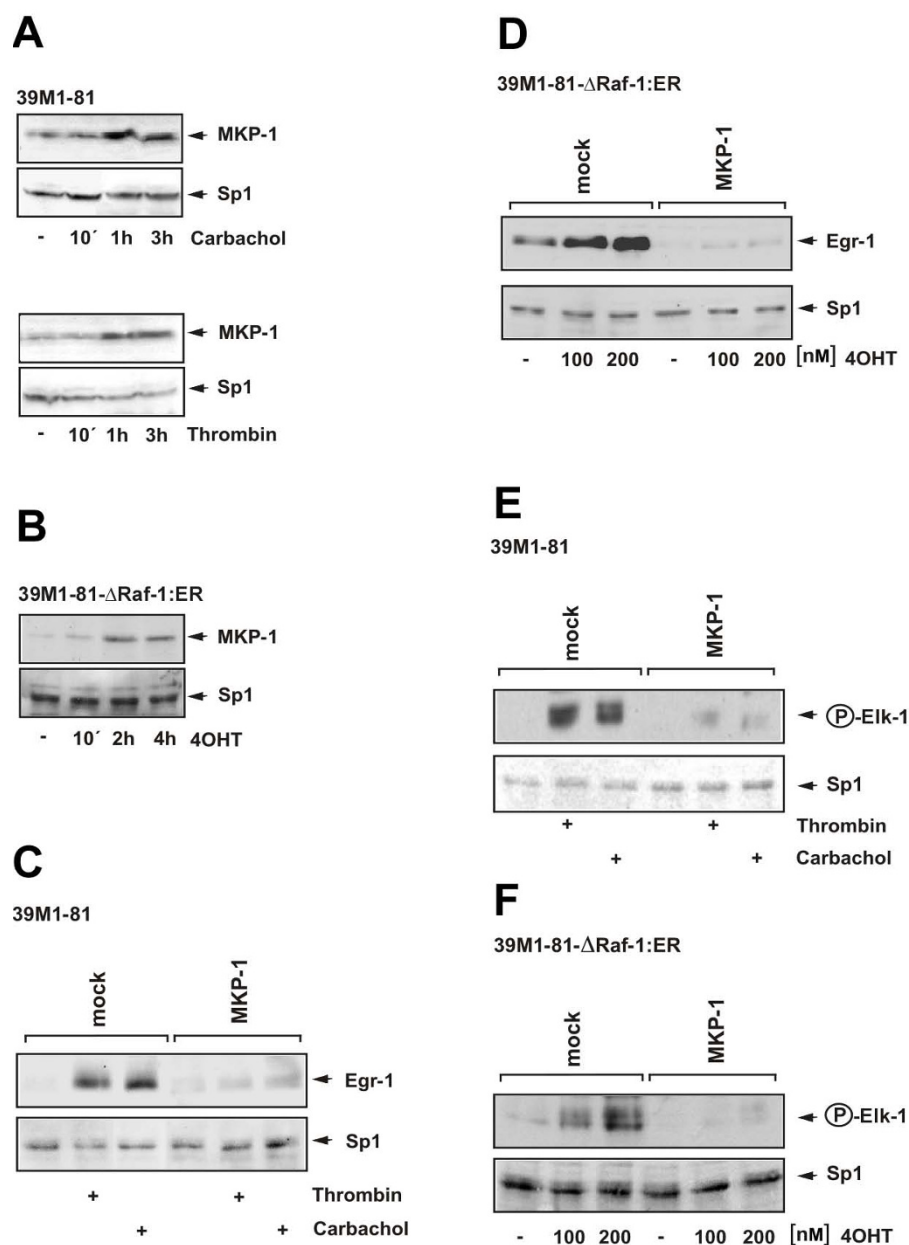 A
39M1-81
MKP-1
Sp1
- 10´ 1h 3h Carbachol
MKP-1
Sp1
- 10´ 1h 3h Thrombin
B
39M1-81-ΔRaf-1:ER
MKP-1
Sp1
- 10´ 2h 4h 4OHT
C
39M1-81
mock MKP-1
Egr-1
Sp1
+ + Thrombin
+ + Carbachol
D
39M1-81-ΔRaf-1:ER
mock MKP-1
Egr-1
Sp1
- 100 200 - 100 200 [nM] 4OHT
E
39M1-81
mock MKP-1
Ⓟ-Elk-1
Sp1
+ + Thrombin
+ + Carbachol
F
39M1-81-ΔRaf-1:ER
mock MKP-1
Ⓟ-Elk-1
Sp1
- 100 200 - 100 200 [nM] 4OHT